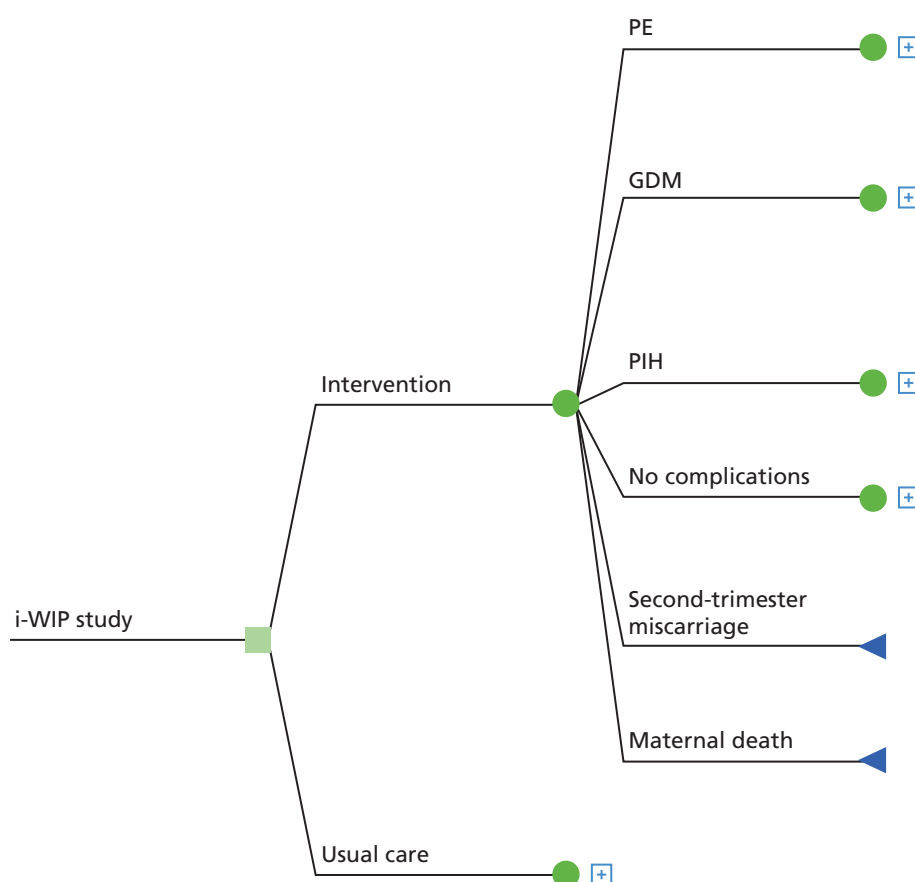 PE
GDM
PIH
Intervention
No complications
Second-trimester
miscarriage
i-WIP study
Maternal death
Usual care